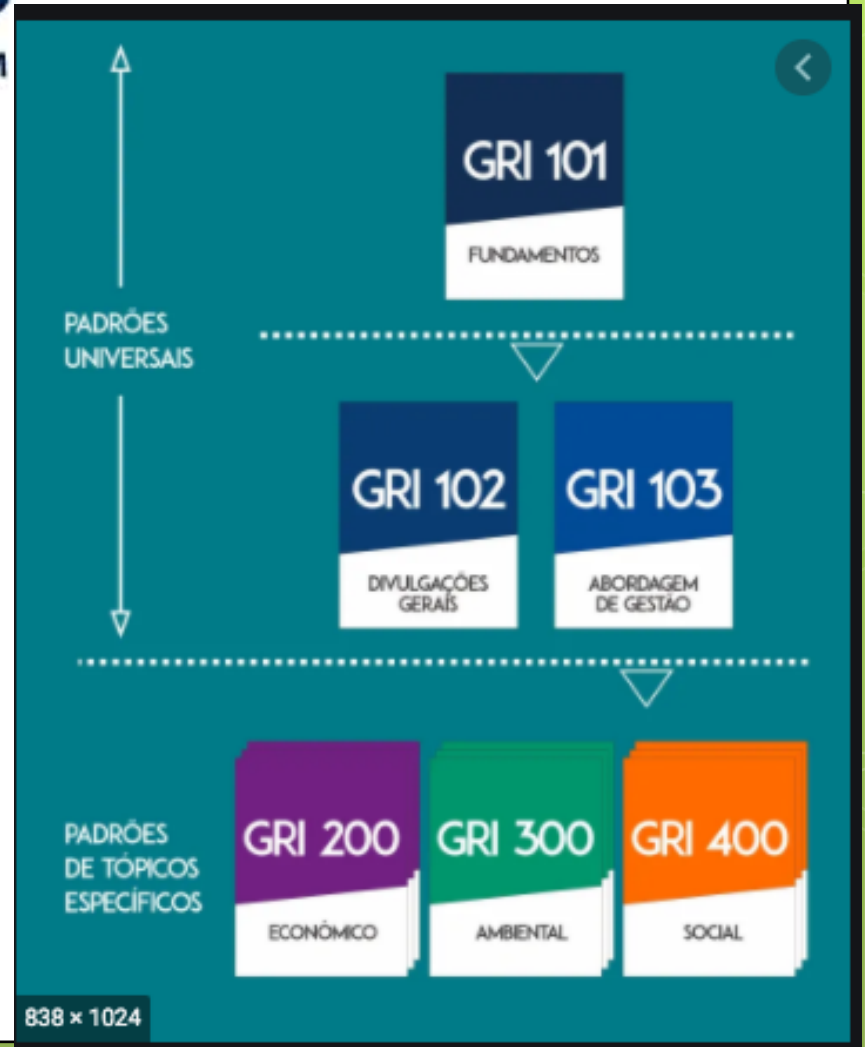 GRI 101
FUNDAMENTOS
PADRÕES
UNIVERSAIS
GRI 102
DIVULGAÇÕES
GERAIS
GRI 103
ABORDAGEM
DE GESTÃO
PADRÕES
DE TÓPICOS
ESPECÍFICOS
GRI 200
ECONÔMICO
GRI 300
AMBIENTAL
GRI 400
SOCIAL
838 × 1024